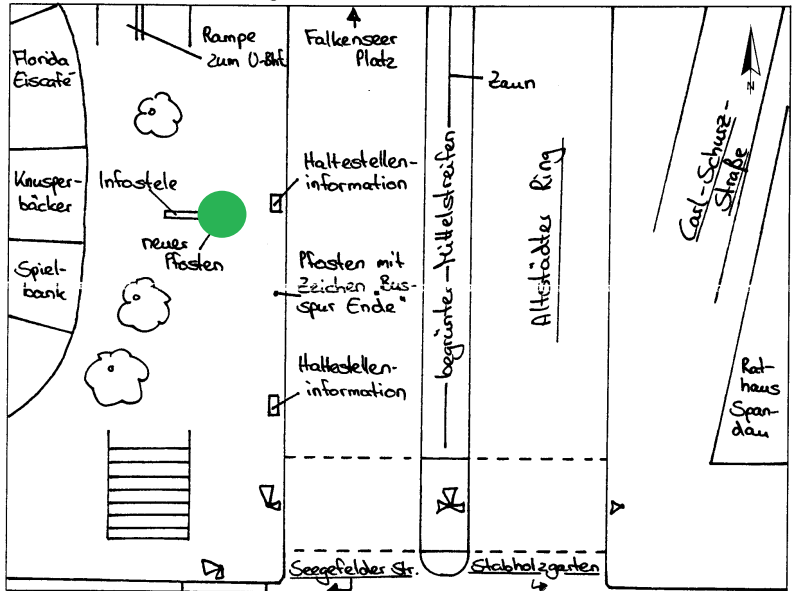 Rampe
zum U-Bhf.
Falkenseer
Platz
Florida
Eiscafé
Zaun
N
Carl-Schurz-
Straße
Haltestellen-
information
Knusper-
bäcker
Infostele
neuer
Pfosten
begrünter Mittelstreifen
Altstädter Ring
Spiel-
bank
Pfosten mit
Zeichen "Bus-
spur Ende"
Haltestellen-
information
Rat-
haus
Span-
dau
Seegefelder Str.
Stabholzgarten